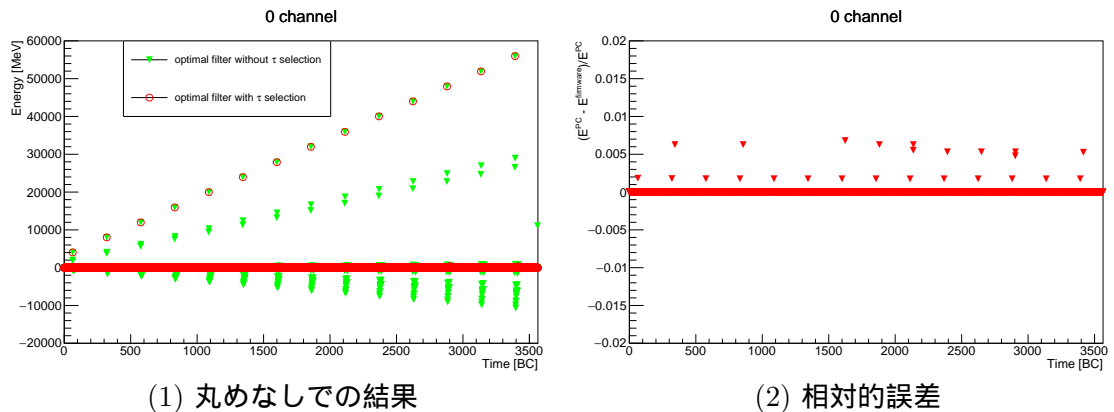 0 channel
Energy [MeV]
60000
50000
40000
30000
20000
10000
0
−10000
−20000
optimal filter without τ selection
optimal filter with τ selection
0 500 1000 1500 2000 2500 3000 3500
Time [BC]
(1) 丸めなしでの結果
0 channel
(E^PC - E^firmware)/E^PC
0.02
0.015
0.01
0.005
0
−0.005
−0.01
−0.015
−0.02
0 500 1000 1500 2000 2500 3000 3500
Time [BC]
(2) 相対的誤差